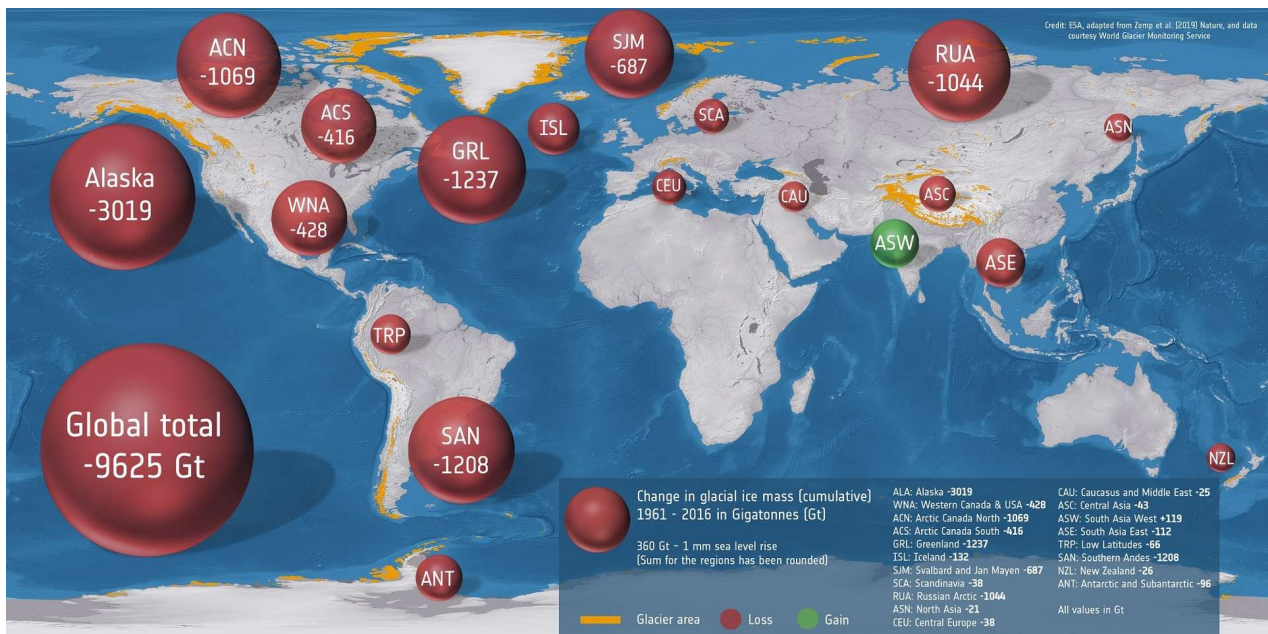 Credit: ESA, adapted from Zemp et al. (2019) Nature, and data
courtesy World Glacier Monitoring Service
ACN
-1069
SJM
-687
RUA
-1044
ACS
-416
ISL
SCA
ASN
GRL
-1237
Alaska
-3019
CEU
CAU
ASC
WNA
-428
ASW
ASE
TRP
Global total
-9625 Gt
SAN
-1208
NZL
ANT
Change in glacial ice mass (cumulative)
1961 - 2016 in Gigatonnes (Gt)
360 Gt ~ 1 mm sea level rise
(Sum for the regions has been rounded)
Glacier area
Loss
Gain
ALA: Alaska -3019
WNA: Western Canada & USA -428
ACN: Arctic Canada North -1069
ACS: Arctic Canada South -416
GRL: Greenland -1237
ISL: Iceland -132
SJM: Svalbard and Jan Mayen -687
SCA: Scandinavia -38
RUA: Russian Arctic -1044
ASN: North Asia -21
CEU: Central Europe -38
CAU: Caucasus and Middle East -25
ASC: Central Asia -43
ASW: South Asia West +119
ASE: South Asia East -112
TRP: Low Latitudes -66
SAN: Southern Andes -1208
NZL: New Zealand -26
ANT: Antarctic and Subantarctic -96
All values in Gt